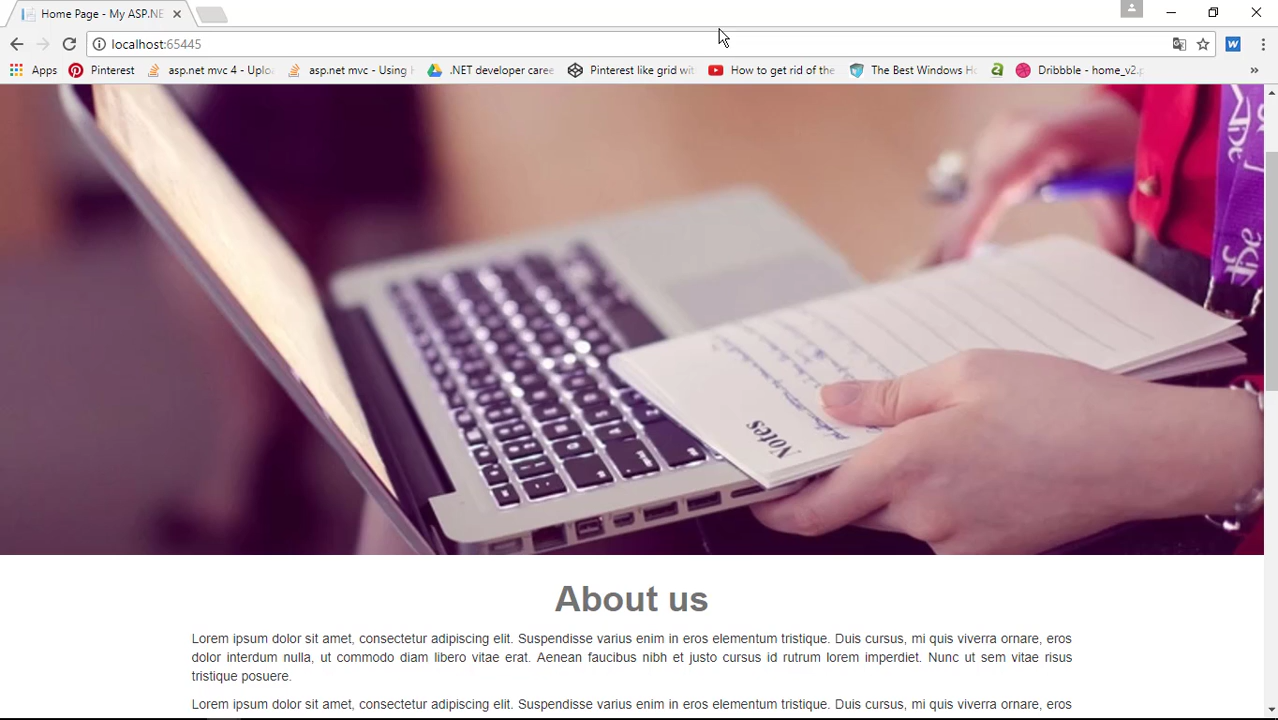 Home Page - My ASP.NE
localhost:65445
Apps
Pinterest
asp.net mvc 4 - Uploa
asp.net mvc - Using
.NET developer caree
Pinterest like grid wit
How to get rid of the
The Best Windows Ho
Dribbble - home_v2.p
»
Notes
About us
Lorem ipsum dolor sit amet, consectetur adipiscing elit. Suspendisse varius enim in eros elementum tristique. Duis cursus, mi quis viverra ornare, eros
dolor interdum nulla, ut commodo diam libero vitae erat. Aenean faucibus nibh et justo cursus id rutrum lorem imperdiet. Nunc ut sem vitae risus
tristique posuere.
Lorem ipsum dolor sit amet, consectetur adipiscing elit. Suspendisse varius enim in eros elementum tristique. Duis cursus, mi quis viverra ornare, eros